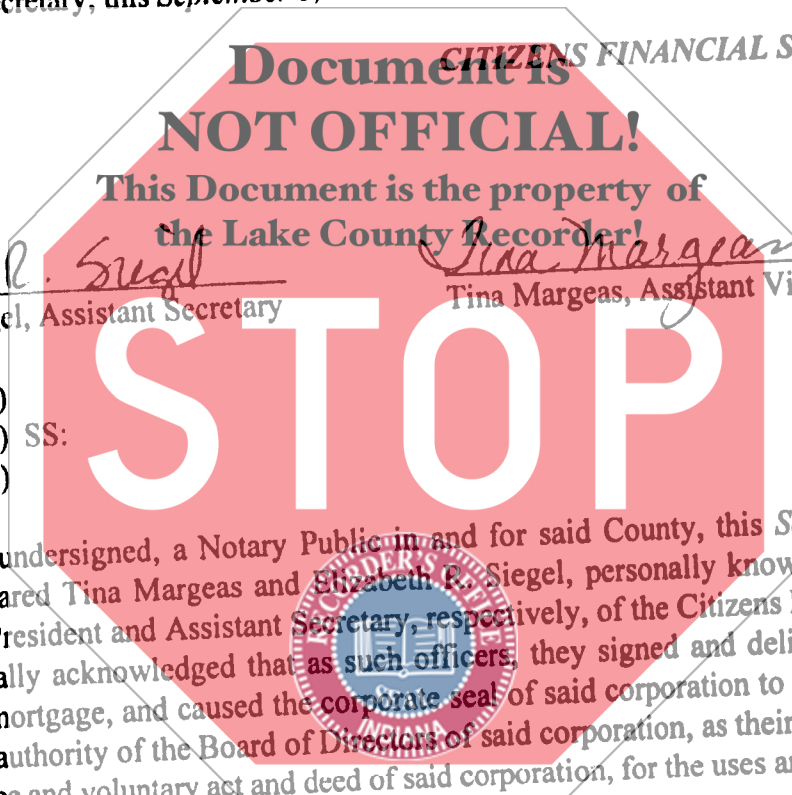 cretary, this September
CITIZENS FINANCIAL S
Document is
NOT OFFICIAL!
This Document is the property of
the Lake County Recorder!
R. Siegel
Tina Margeas
el, Assistant Secretary
Tina Margeas, Assistant Vi
STOP
)
) SS:
)
undersigned, a Notary Public in and for said County, this S
ared Tina Margeas and Elizabeth R. Siegel, personally know
resident and Assistant Secretary, respectively, of the Citizens
ally acknowledged that as such officers, they signed and deli
ortgage, and caused the corporate seal of said corporation to
authority of the Board of Directors of said corporation, as their
and voluntary act and deed of said corporation, for the uses a
RECORDER'S OFFICE
Seal
INDIANA